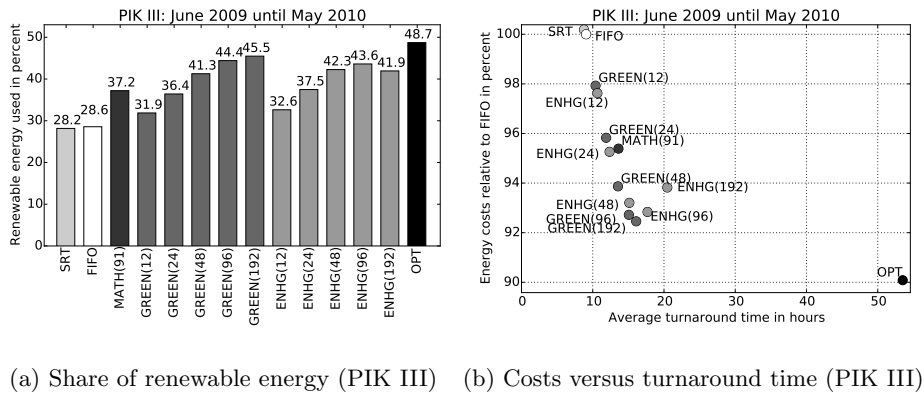 PIK III: June 2009 until May 2010
Renewable energy used in percent
50
40
30
20
10
0
28.2
28.6
37.2
31.9
36.4
41.3
44.4
45.5
32.6
37.5
42.3
43.6
41.9
48.7
SRT
FIFO
MATH(91)
GREEN(12)
GREEN(24)
GREEN(48)
GREEN(96)
GREEN(192)
ENHG(12)
ENHG(24)
ENHG(48)
ENHG(96)
ENHG(192)
OPT
(a) Share of renewable energy (PIK III)
PIK III: June 2009 until May 2010
Energy costs relative to FIFO in percent
100
98
96
94
92
90
SRT
FIFO
GREEN(12)
ENHG(12)
GREEN(24)
MATH(91)
ENHG(24)
GREEN(48)
ENHG(192)
ENHG(48)
GREEN(96)
ENHG(96)
GREEN(192)
OPT
0
10
20
30
40
50
Average turnaround time in hours
(b) Costs versus turnaround time (PIK III)